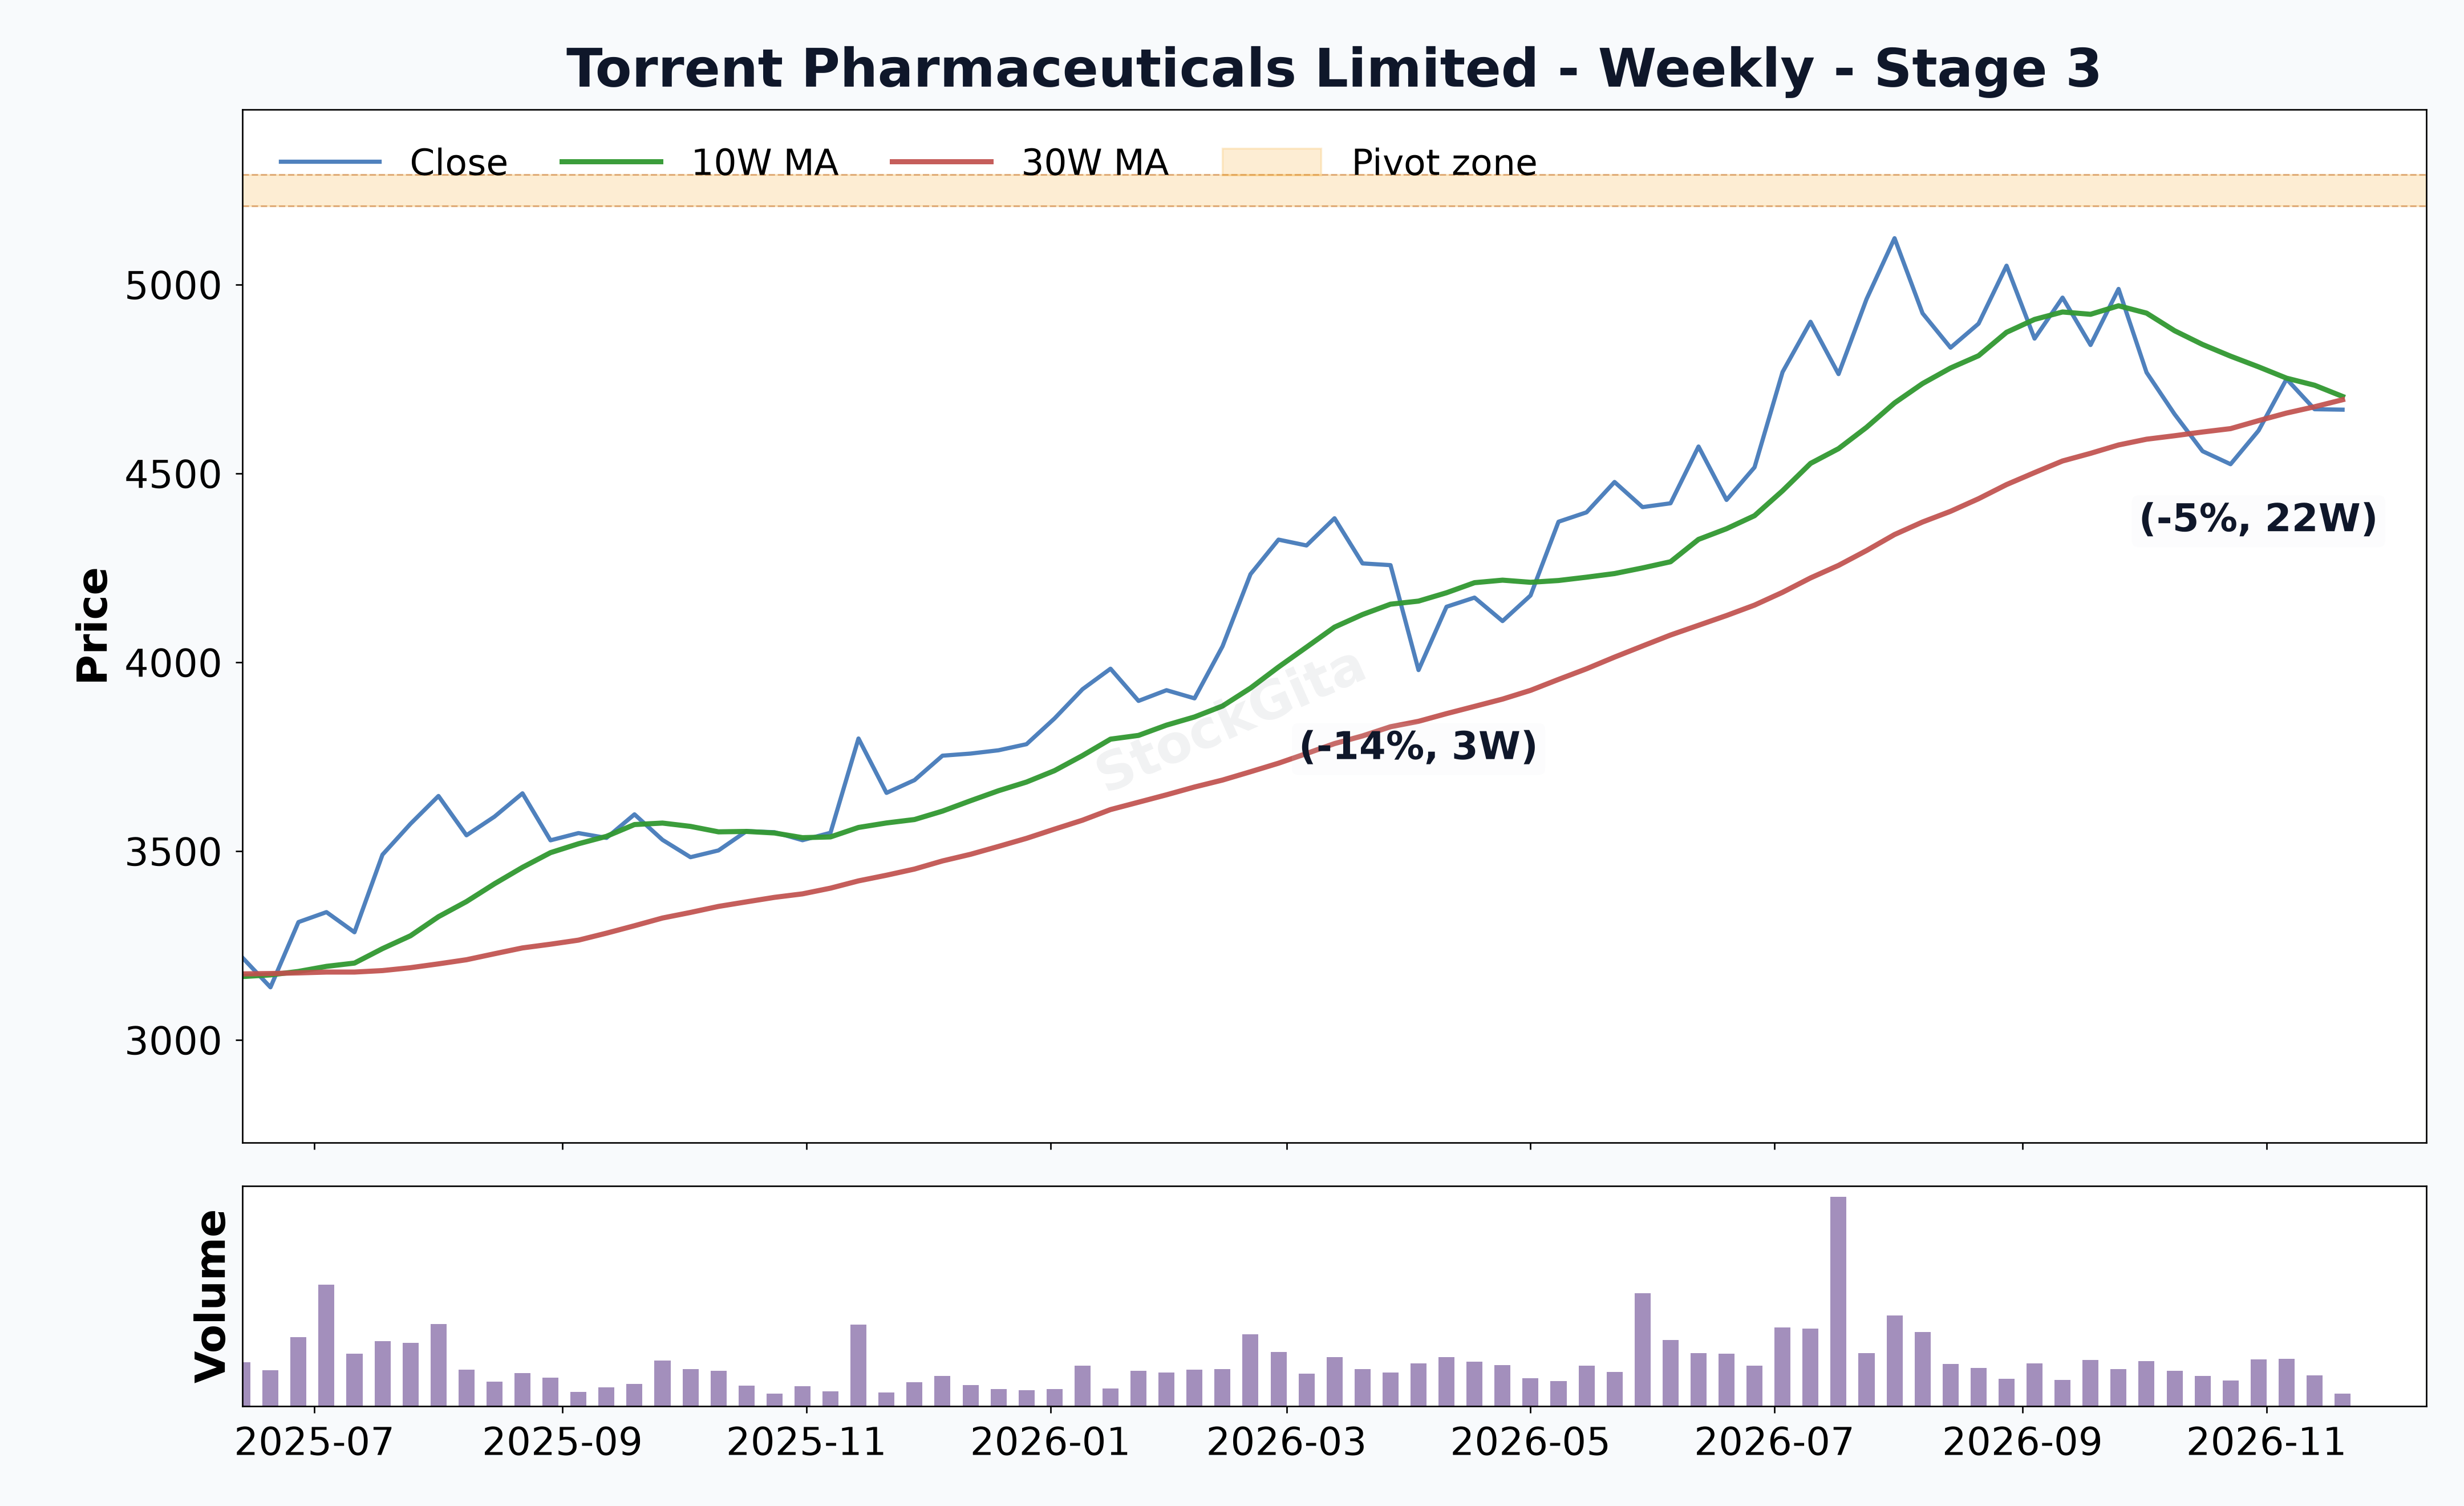 Torrent Pharmaceuticals Limited - Weekly - Stage 3
Close 10W MA 30W MA Pivot zone
Price
5000
4500
4000
3500
3000
(-5%, 22W)
(-14%, 3W)
StockGita
Volume
2025-07 2025-09 2025-11 2026-01 2026-03 2026-05 2026-07 2026-09 2026-11